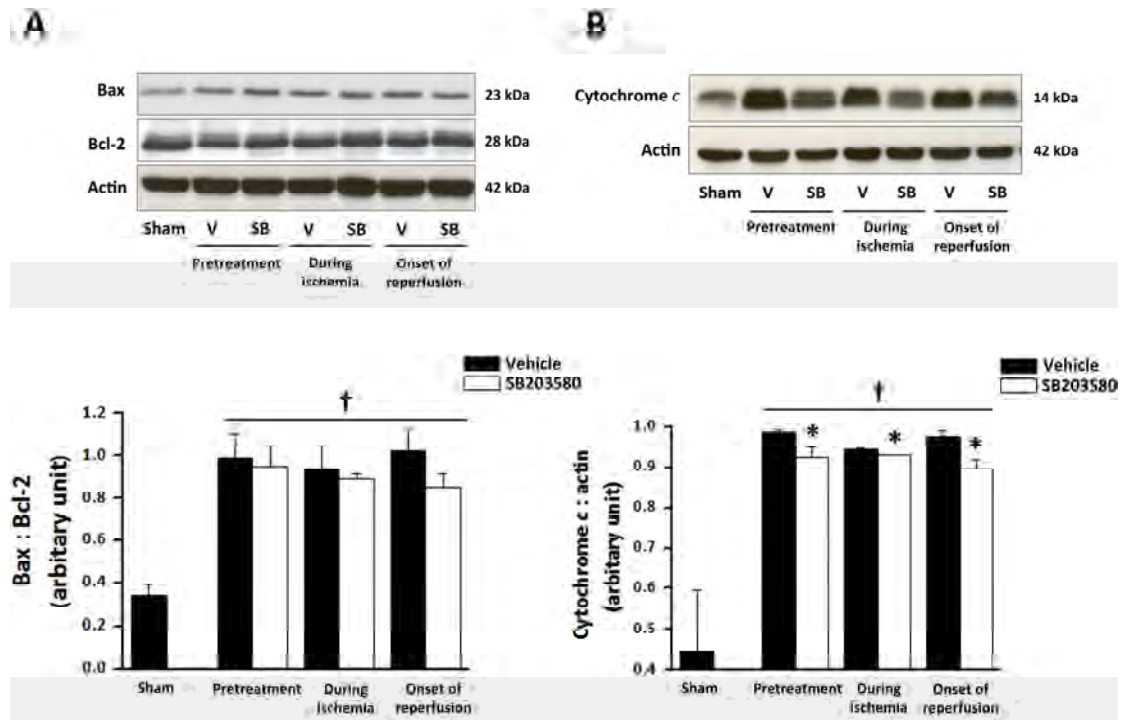 A
Bax
23 kDa
Bcl-2
28 kDa
Actin
42 kDa
Sham V SB V SB V SB
Pretreatment During ischemia Onset of reperfusion
B
Cytochrome c
14 kDa
Actin
42 kDa
Sham V SB V SB V SB
Pretreatment During ischemia Onset of reperfusion
Vehicle
SB203580
†
1.2
1.0
0.8
0.6
0.4
0.2
0.0
Bax : Bcl-2
(arbitary unit)
Sham Pretreatment During ischemia Onset of reperfusion
Vehicle
SB203580
†
* * *
1.0
0.9
0.8
0.7
0.6
0.5
0.4
Cytochrome c : actin
(arbitary unit)
Sham Pretreatment During ischemia Onset of reperfusion